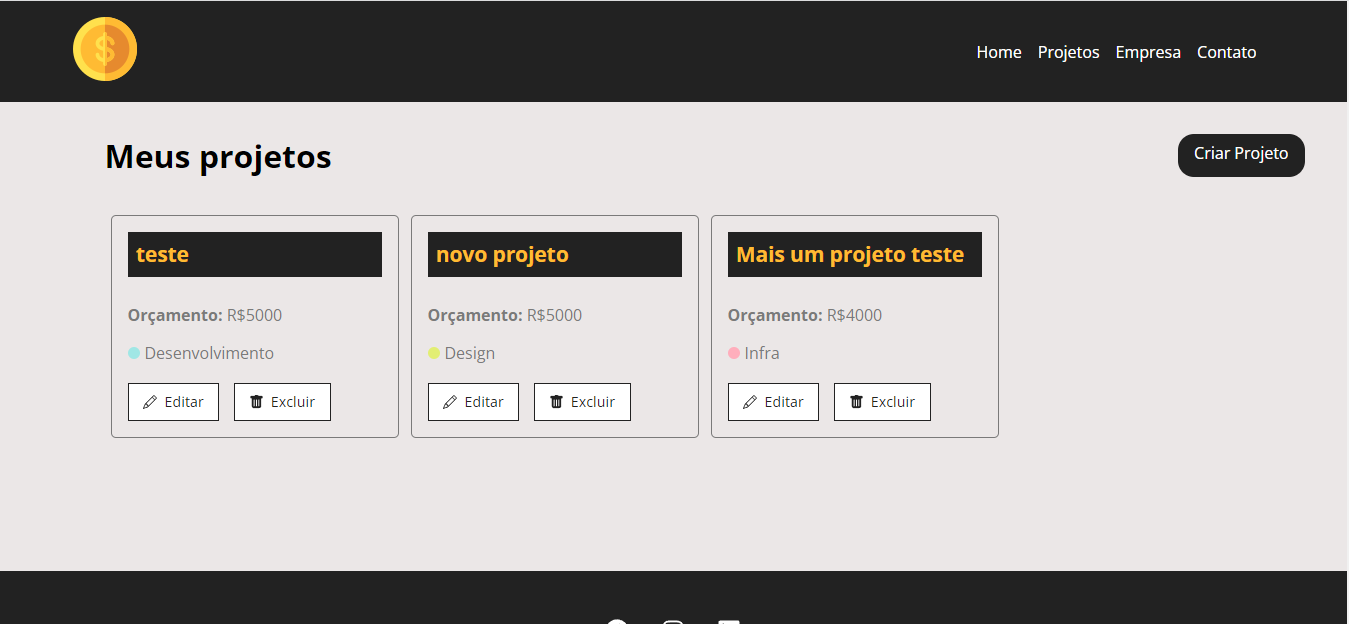 $
Home Projetos Empresa Contato
Meus projetos
Criar Projeto
teste
Orçamento: R$5000
Desenvolvimento
Editar Excluir
novo projeto
Orçamento: R$5000
Design
Editar Excluir
Mais um projeto teste
Orçamento: R$4000
Infra
Editar Excluir